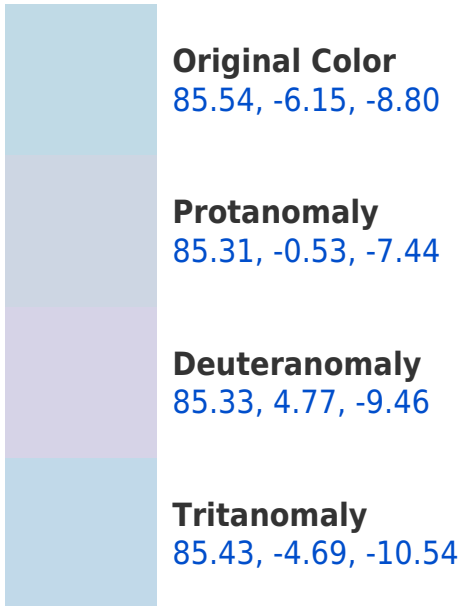 Original Color
85.54, -6.15, -8.80
Protanomaly
85.31, -0.53, -7.44
Deuteranomaly
85.33, 4.77, -9.46
Tritanomaly
85.43, -4.69, -10.54